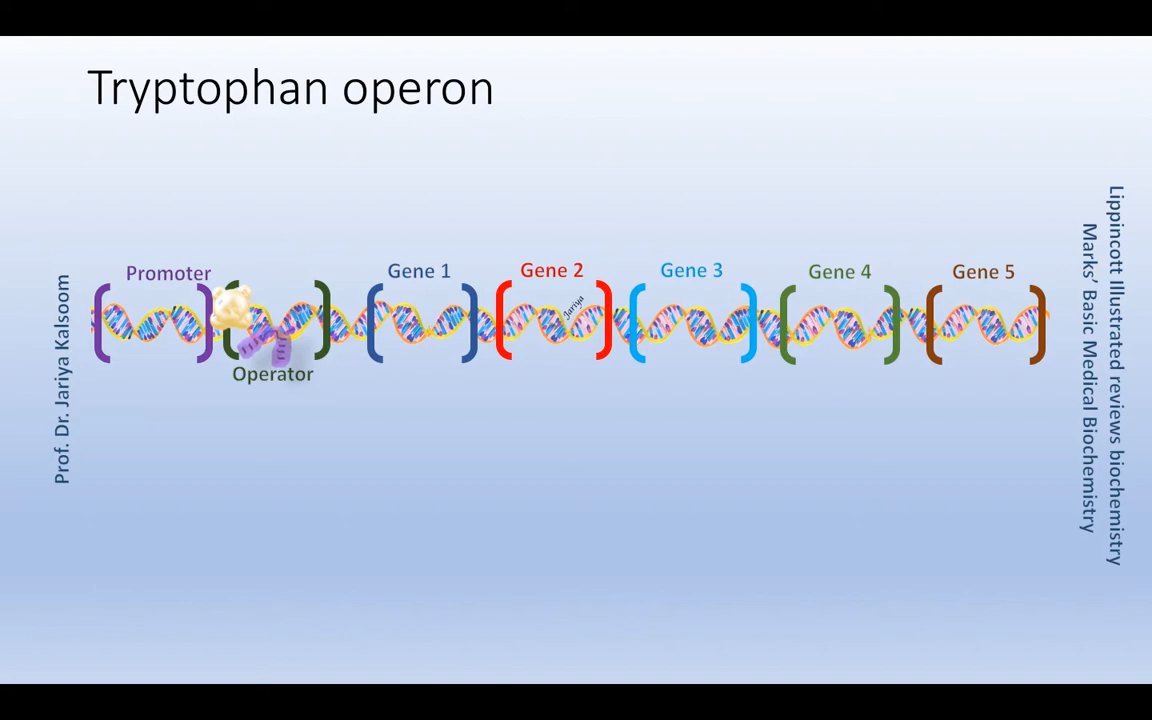 Tryptophan operon
Promoter
Gene 1
Gene 2
Gene 3
Gene 4
Gene 5
Jariya
Operator
Prof. Dr. Jariya Kalsoom
Lippincott Illustrated reviews biochemistry
Marks’ Basic Medical Biochemistry